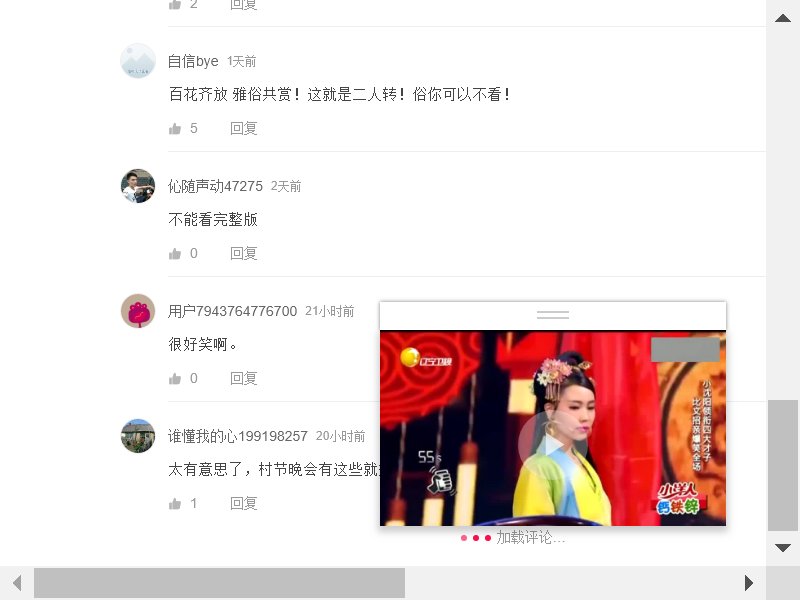 2 回复
自信bye 1天前
百花齐放 雅俗共赏！这就是二人转！俗你可以不看！
5 回复
伈随声动47275 2天前
不能看完整版
0 回复
用户7943764776700 21小时前
很好笑啊。
0 回复
谁懂我的心199198257 20小时前
太有意思了，村节晚会有这些就
1 回复
辽宁卫视
小沈阳领衔四大才子
比文招亲爆笑全场
55s
小洋人
钙铁锌
加载评论...